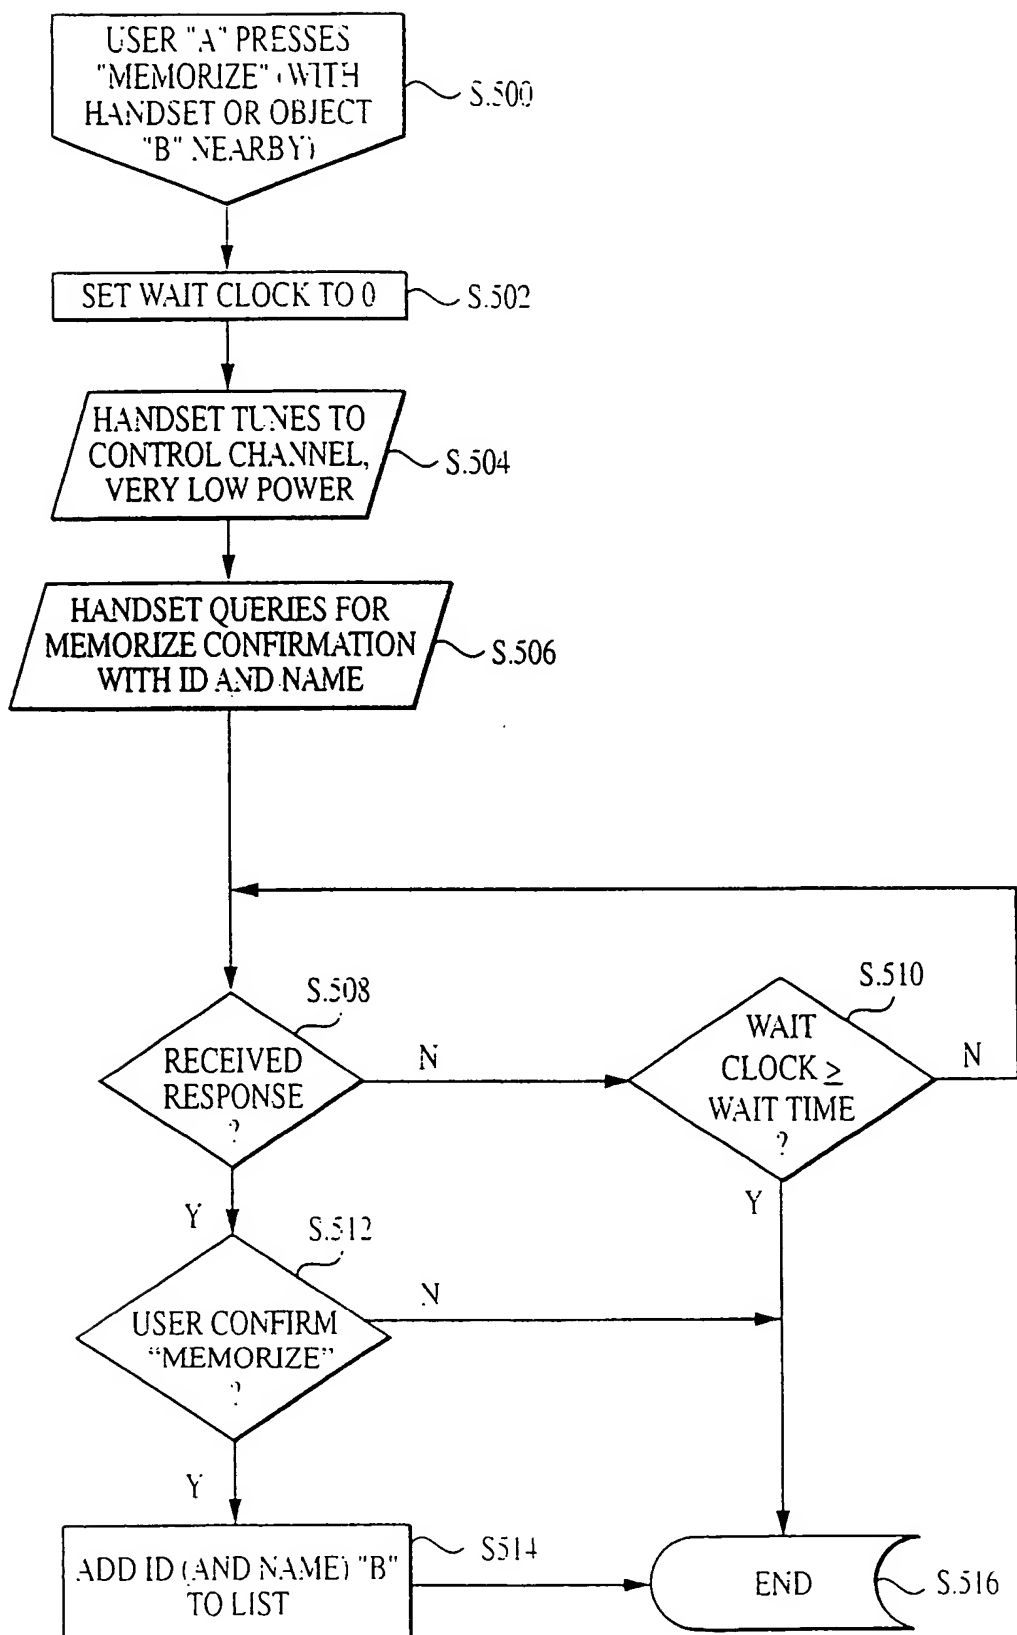 USER "A" PRESSES
"MEMORIZE" (WITH
HANDSET OR OBJECT
"B" NEARBY)
S.500
SET WAIT CLOCK TO 0
S.502
HANDSET TUNES TO
CONTROL CHANNEL,
VERY LOW POWER
S.504
HANDSET QUERIES FOR
MEMORIZE CONFIRMATION
WITH ID AND NAME
S.506
S.508
RECEIVED
RESPONSE
?
N
S.510
WAIT
CLOCK ≥
WAIT TIME
?
N
Y
Y
S.512
USER CONFIRM
“MEMORIZE”
?
N
Y
ADD ID (AND NAME) "B"
TO LIST
S514
END
S.516